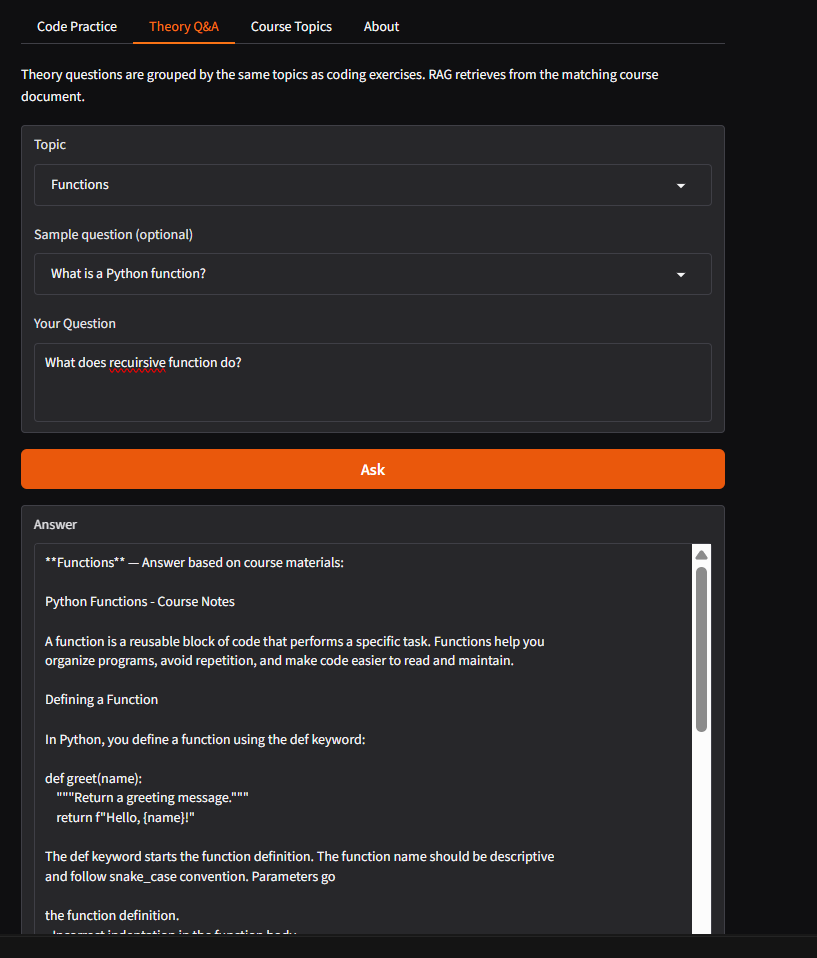 Code Practice
Theory Q&A
Course Topics
About
Theory questions are grouped by the same topics as coding exercises. RAG retrieves from the matching course
document.
Topic
Functions
Sample question (optional)
What is a Python function?
Your Question
What does recuirsive function do?
Ask
Answer
**Functions** — Answer based on course materials:
Python Functions - Course Notes
A function is a reusable block of code that performs a specific task. Functions help you
organize programs, avoid repetition, and make code easier to read and maintain.
Defining a Function
In Python, you define a function using the def keyword:
def greet(name):
"""Return a greeting message."""
return f"Hello, {name}!"
The def keyword starts the function definition. The function name should be descriptive
and follow snake_case convention. Parameters go
the function definition.
- Incorrect indentation in the function body